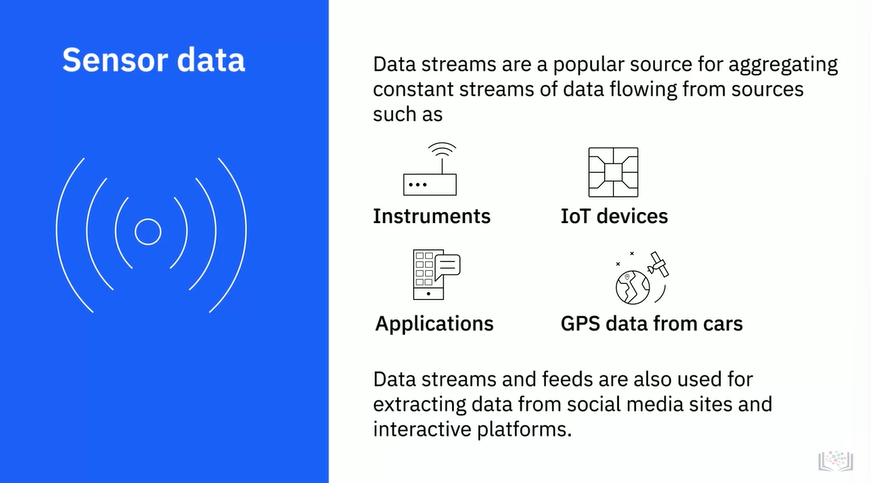 Sensor data
Data streams are a popular source for aggregating
constant streams of data flowing from sources
such as
Instruments
IoT devices
Applications
GPS data from cars
Data streams and feeds are also used for
extracting data from social media sites and
interactive platforms.